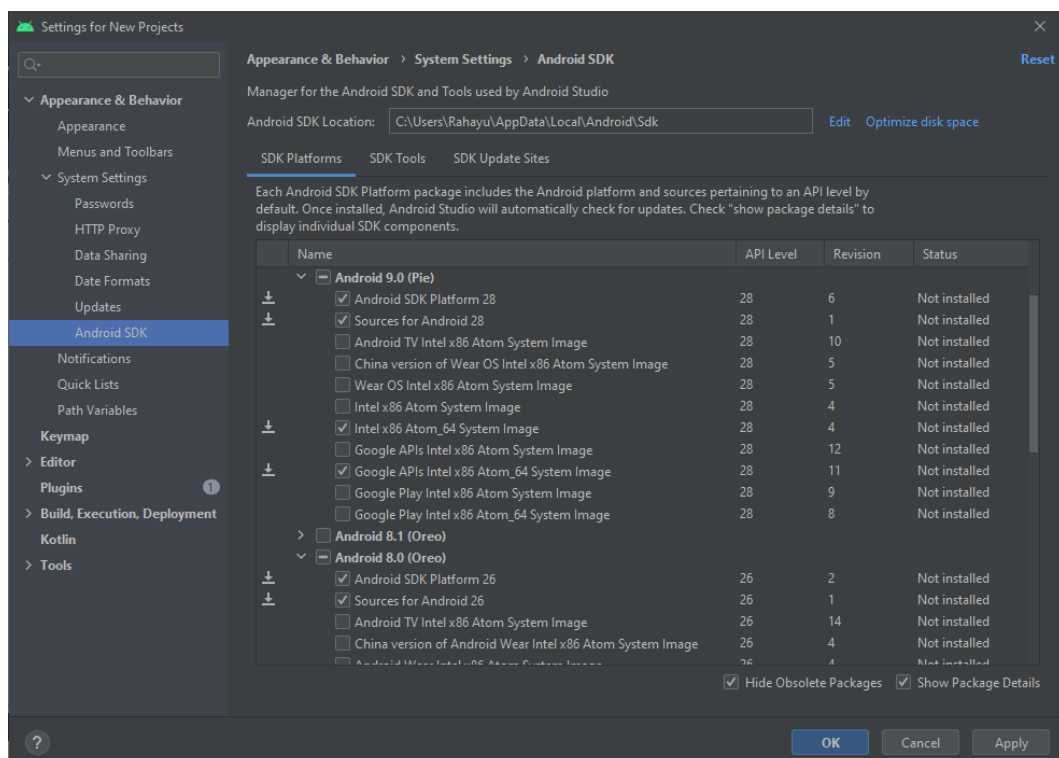 Settings for New Projects
Appearance & Behavior
Appearance
Menus and Toolbars
System Settings
Passwords
HTTP Proxy
Data Sharing
Date Formats
Updates
Android SDK
Notifications
Quick Lists
Path Variables
Keymap
Editor
Plugins 1
Build, Execution, Deployment
Kotlin
Tools
Appearance & Behavior › System Settings › Android SDK Reset
Manager for the Android SDK and Tools used by Android Studio
Android SDK Location: C:\Users\Rahayu\AppData\Local\Android\Sdk Edit Optimize disk space
SDK Platforms SDK Tools SDK Update Sites
Each Android SDK Platform package includes the Android platform and sources pertaining to an API level by
default. Once installed, Android Studio will automatically check for updates. Check "show package details" to
display individual SDK components.
Name API Level Revision Status
Android 9.0 (Pie)
Android SDK Platform 28 28 6 Not installed
Sources for Android 28 28 1 Not installed
Android TV Intel x86 Atom System Image 28 10 Not installed
China version of Wear OS Intel x86 Atom System Image 28 5 Not installed
Wear OS Intel x86 Atom System Image 28 5 Not installed
Intel x86 Atom System Image 28 4 Not installed
Intel x86 Atom_64 System Image 28 4 Not installed
Google APIs Intel x86 Atom System Image 28 12 Not installed
Google APIs Intel x86 Atom_64 System Image 28 11 Not installed
Google Play Intel x86 Atom System Image 28 9 Not installed
Google Play Intel x86 Atom_64 System Image 28 8 Not installed
Android 8.1 (Oreo)
Android 8.0 (Oreo)
Android SDK Platform 26 26 2 Not installed
Sources for Android 26 26 1 Not installed
Android TV Intel x86 Atom System Image 26 14 Not installed
China version of Android Wear Intel x86 Atom System Image 26 4 Not installed
Android Wear Intel x86 Atom System Image 26 4 Not installed
Hide Obsolete Packages Show Package Details
? OK Cancel Apply